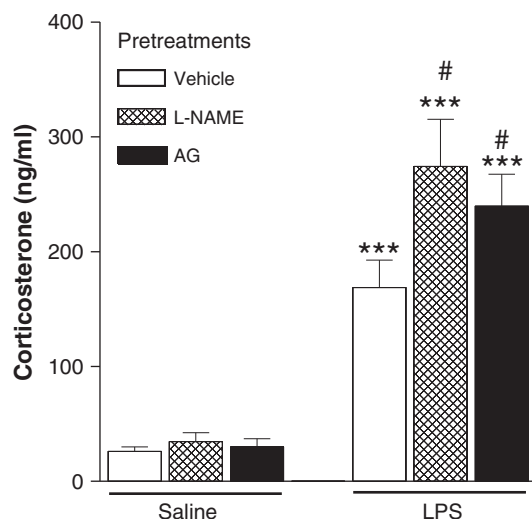 400
300
200
100
0
Corticosterone (ng/ml)
Pretreatments
Vehicle
L-NAME
AG
***
#
***
#
***
Saline
LPS